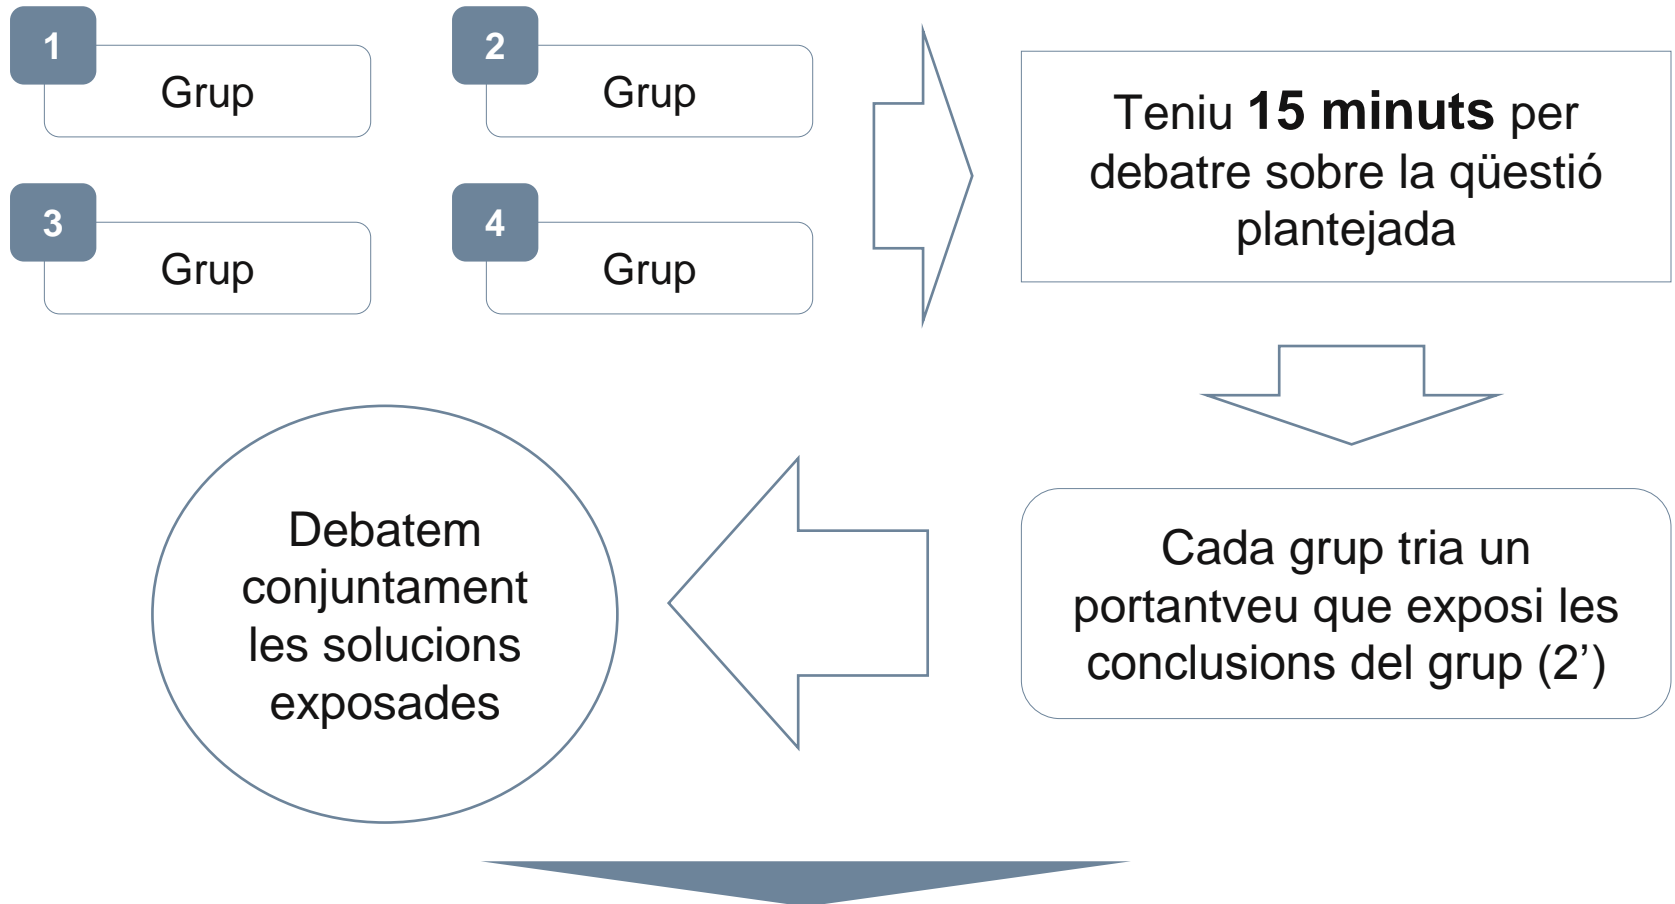 1
Grup
2
Grup
3
Grup
4
Grup
Teniu 15 minuts per
debatre sobre la qüestió
plantejada
Cada grup tria un
portantveu que exposi les
conclusions del grup (2’)
Debatem
conjuntament
les solucions
exposades